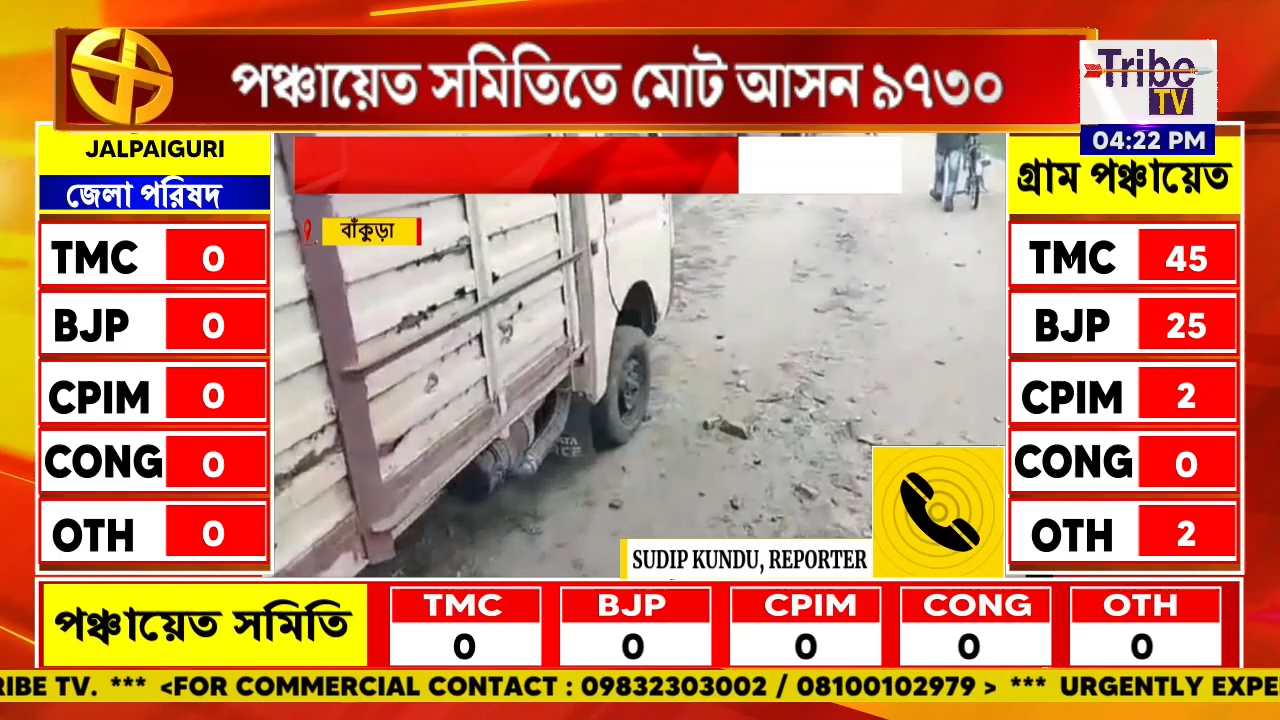 পঞ্চায়েত সমিতিতে মোট আসন ৯৭৩০
Tribe
TV
04:22 PM
JALPAIGURI
জেলা পরিষদ
TMC 0
BJP 0
CPIM 0
CONG 0
OTH 0
বাঁকুড়া
SUDIP KUNDU, REPORTER
গ্রাম পঞ্চায়েত
TMC 45
BJP 25
CPIM 2
CONG 0
OTH 2
পঞ্চায়েত সমিতি
TMC BJP CPIM CONG OTH
0 0 0 0 0
RIBE TV. *** <FOR COMMERCIAL CONTACT : 09832303002 / 08100102979 > *** URGENTLY EXPE